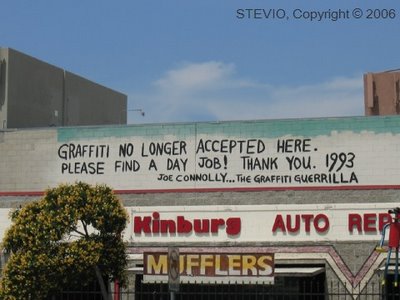 STEVIO, Copyright © 2006
GRAFFITI NO LONGER ACCEPTED HERE.
PLEASE FIND A DAY JOB! THANK YOU. 1993
JOE CONNOLLY...THE GRAFFITI GUERRILLA
Kinburg AUTO REP
MUFFLERS